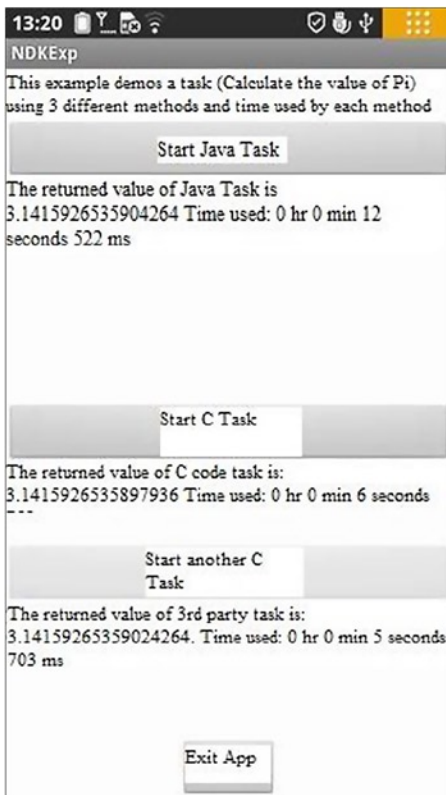 13:20
NDKExp
This example demos a task (Calculate the value of Pi)
using 3 different methods and time used by each method
Start Java Task
The returned value of Java Task is
3.1415926535904264 Time used: 0 hr 0 min 12
seconds 522 ms
Start C Task
The returned value of C code task is:
3.1415926535897936 Time used: 0 hr 0 min 6 seconds
Start another C
Task
The returned value of 3rd party task is:
3.14159265359024264. Time used: 0 hr 0 min 5 seconds
703 ms
Exit App